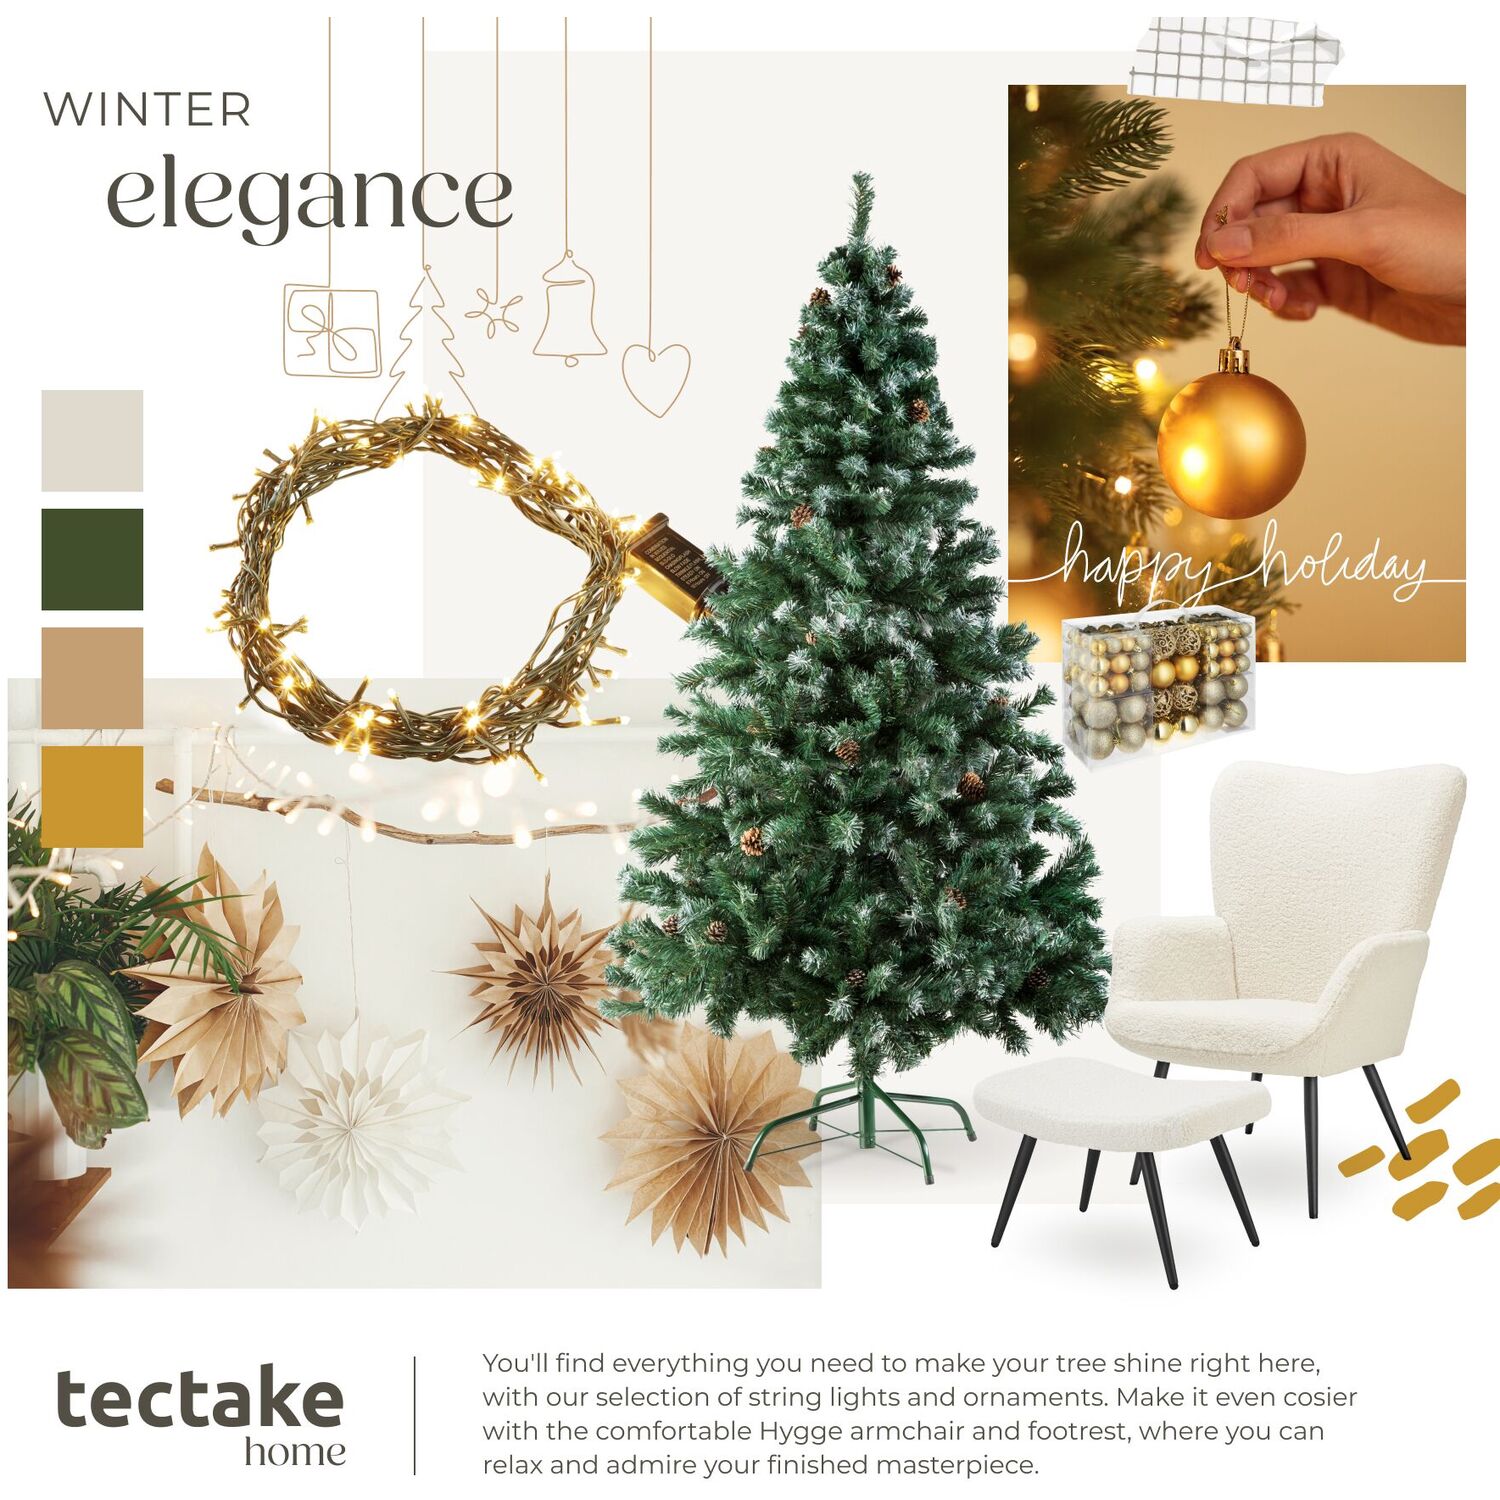 WINTER
elegance
happy holiday
tectake
home
You'll find everything you need to make your tree shine right here,
with our selection of string lights and ornaments. Make it even cosier
with the comfortable Hygge armchair and footrest, where you can
relax and admire your finished masterpiece.